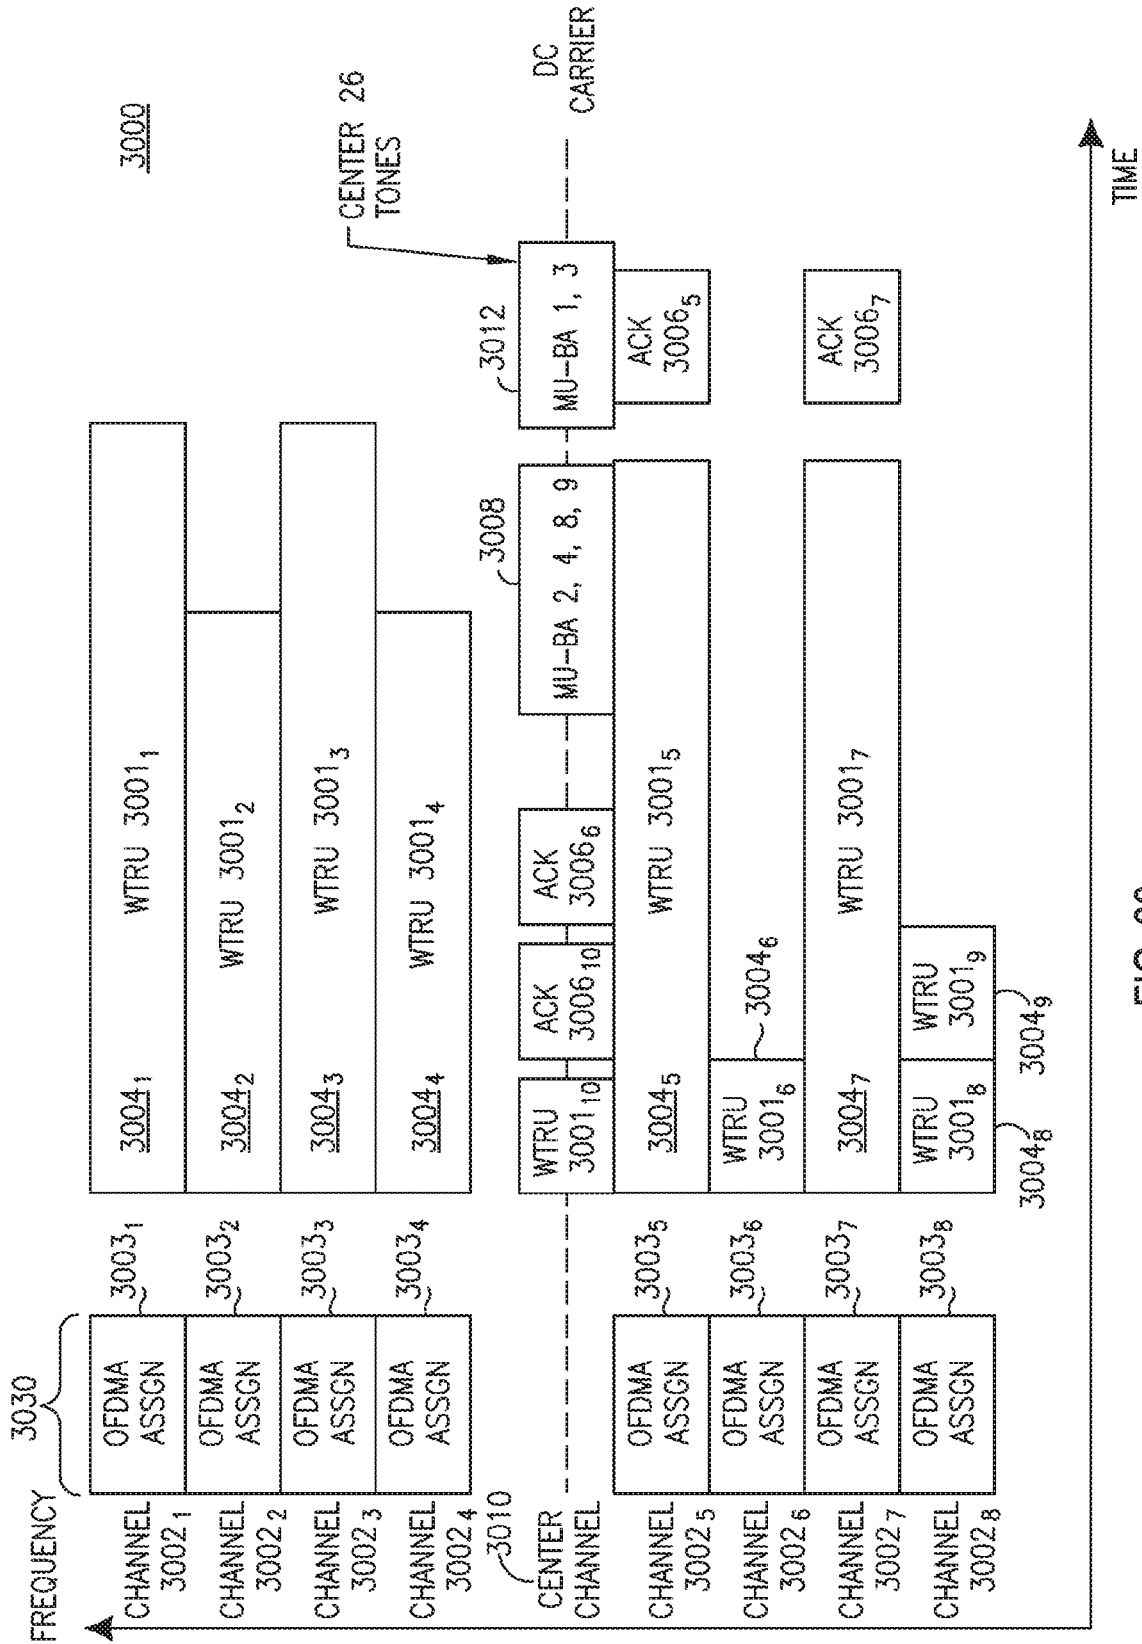 3000
FREQUENCY
3030
CHANNEL
3002₁
OFDMA
ASSGN
3003₁
3004₁
WTRU 3001₁
CHANNEL
3002₂
OFDMA
ASSGN
3003₂
3004₂
WTRU 3001₂
CHANNEL
3002₃
OFDMA
ASSGN
3003₃
3004₃
WTRU 3001₃
CHANNEL
3002₄
OFDMA
ASSGN
3003₄
3004₄
WTRU 3001₄
3010
CENTER
CHANNEL
WTRU
3001₁₀
ACK
3006₁₀
ACK
3006₆
3008
MU-BA 2, 4, 8, 9
3012
MU-BA 1, 3
CENTER 26
TONES
DC
CARRIER
CHANNEL
3002₅
OFDMA
ASSGN
3003₅
3004₅
WTRU 3001₅
ACK
3006₅
CHANNEL
3002₆
OFDMA
ASSGN
3003₆
WTRU
3001₆
3004₆
CHANNEL
3002₇
OFDMA
ASSGN
3003₇
3004₇
WTRU 3001₇
ACK
3006₇
CHANNEL
3002₈
OFDMA
ASSGN
3003₈
WTRU
3001₈
3004₈
WTRU
3001₉
3004₉
TIME